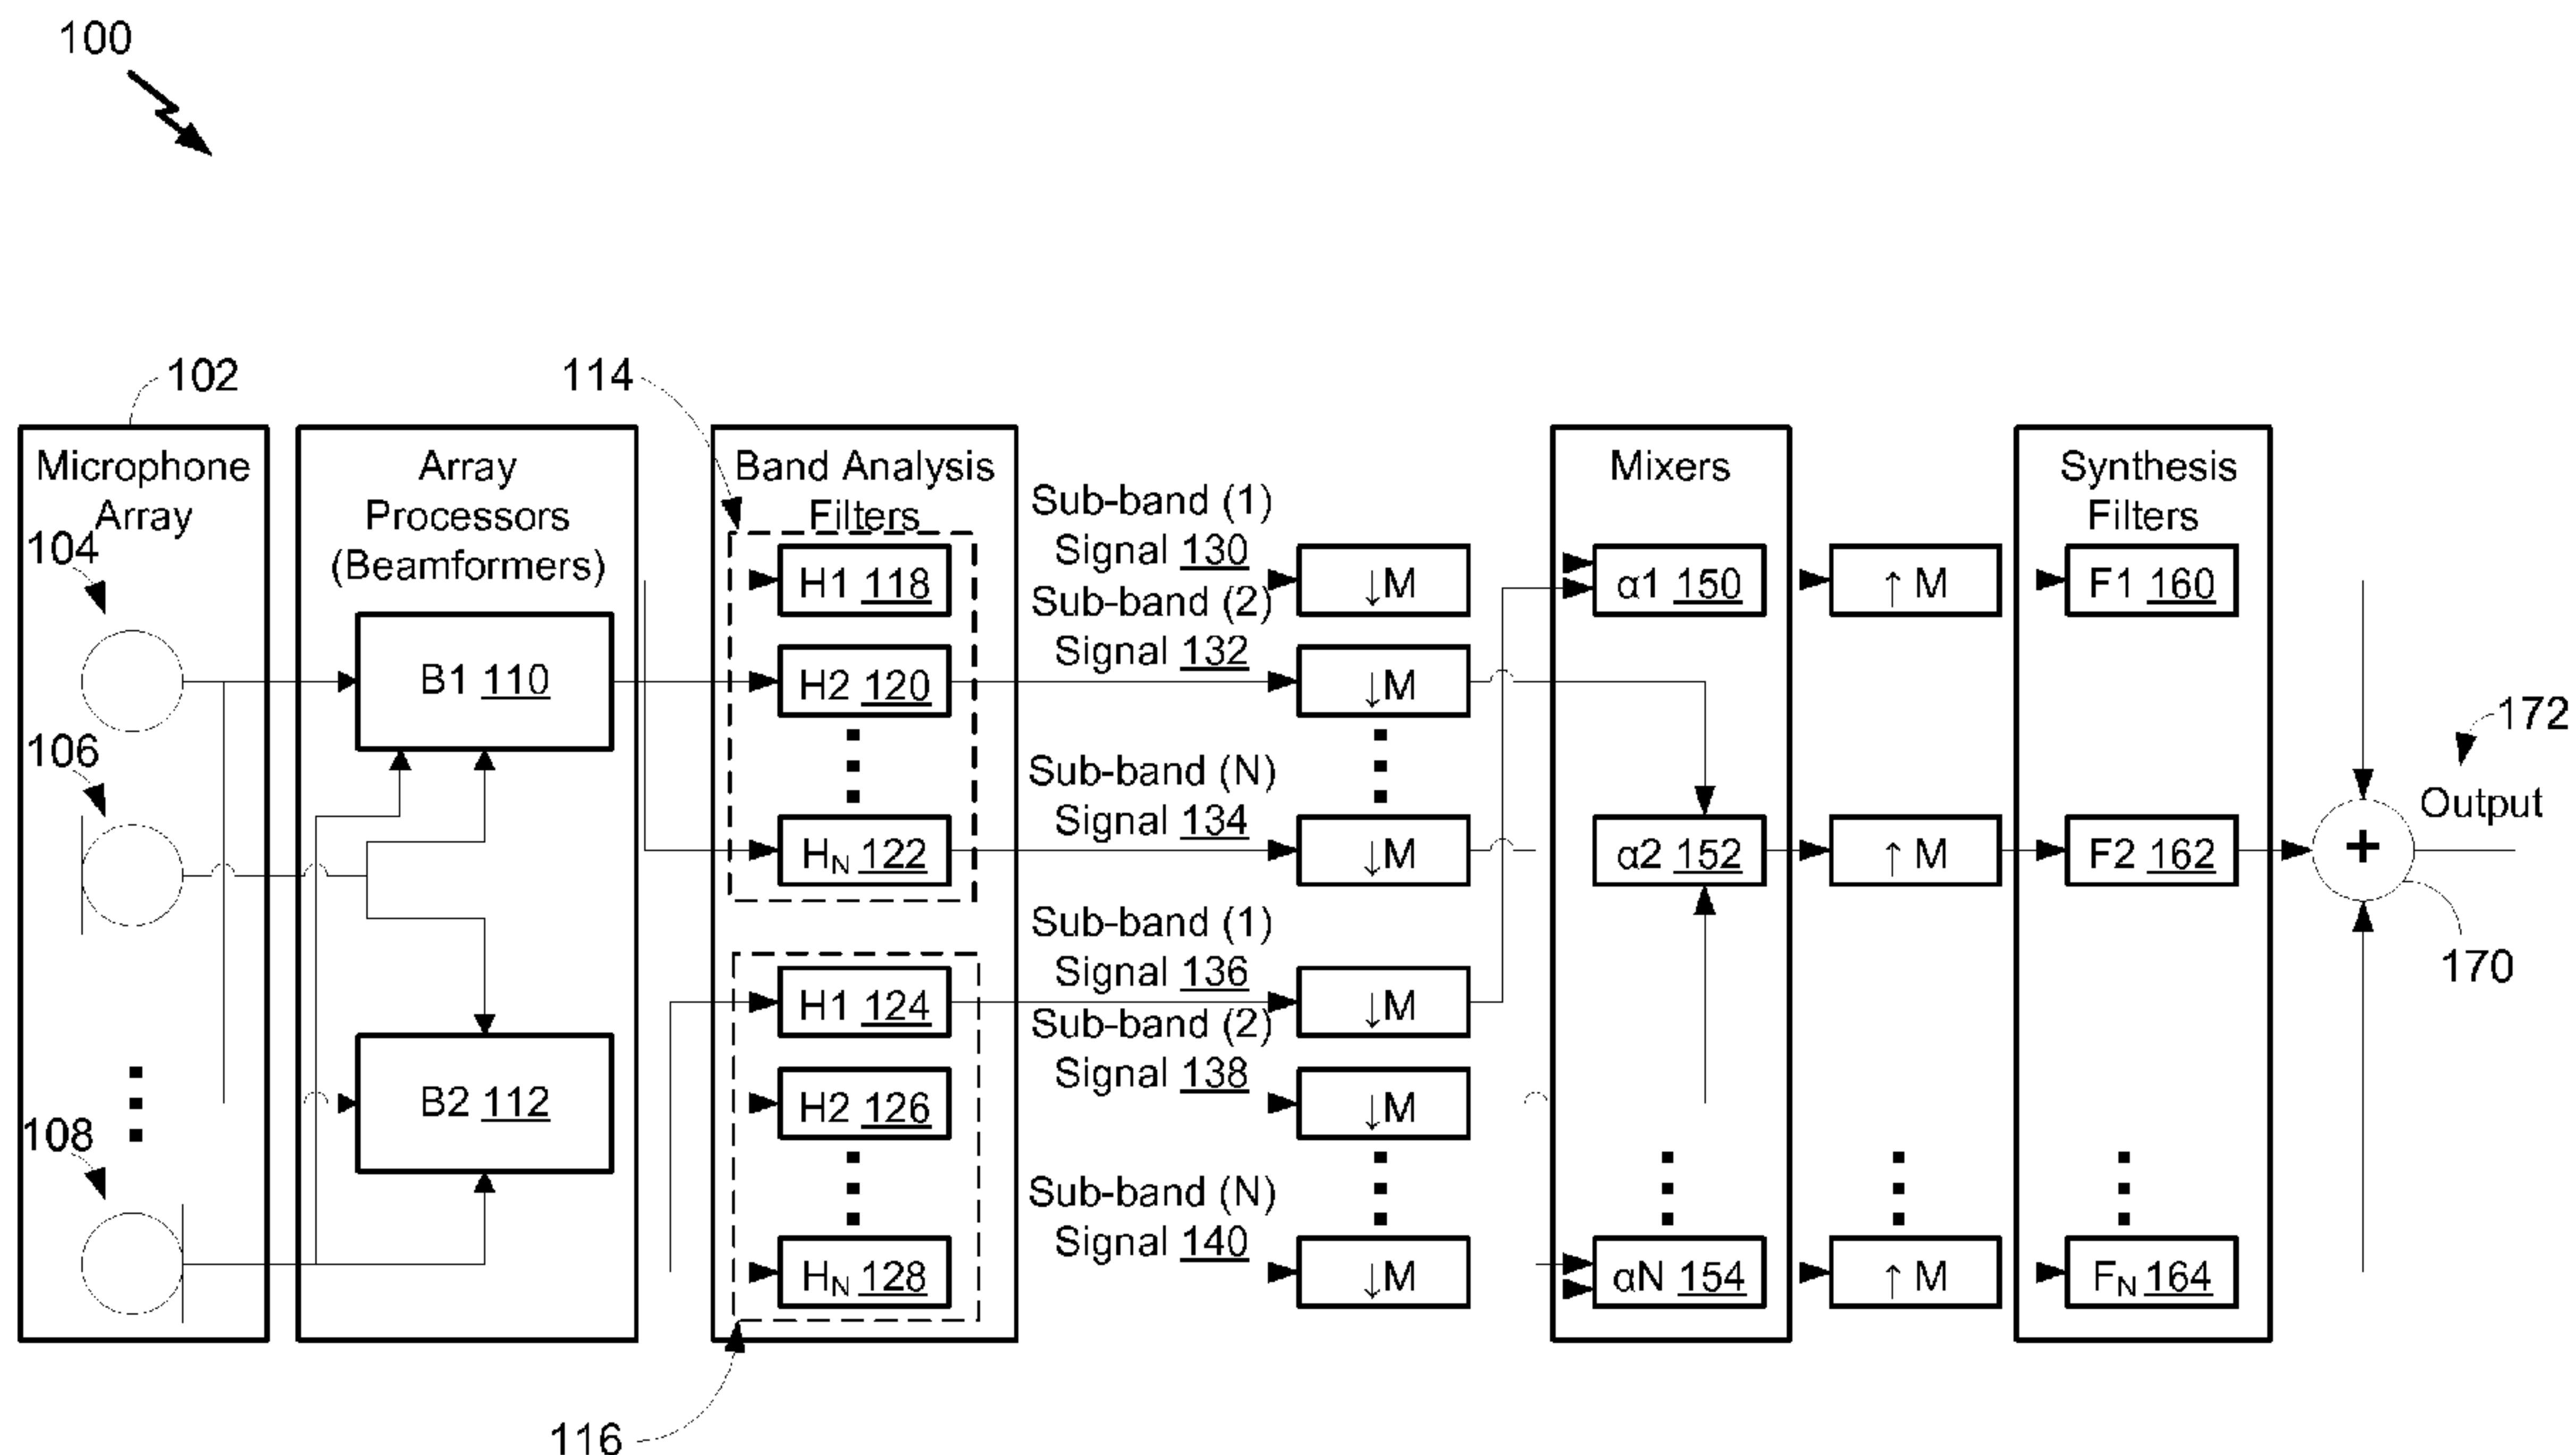 100
102
114
Microphone
Array
104
106
108
Array
Processors
(Beamformers)
B1 110
B2 112
Band Analysis
Filters
H1 118
H2 120
HN 122
H1 124
H2 126
HN 128
116
Sub-band (1)
Signal 130
Sub-band (2)
Signal 132
Sub-band (N)
Signal 134
Sub-band (1)
Signal 136
Sub-band (2)
Signal 138
Sub-band (N)
Signal 140
↓M
↓M
↓M
↓M
↓M
↓M
Mixers
α1 150
α2 152
αN 154
↑ M
↑ M
↑ M
Synthesis
Filters
F1 160
F2 162
FN 164
+
172
Output
170